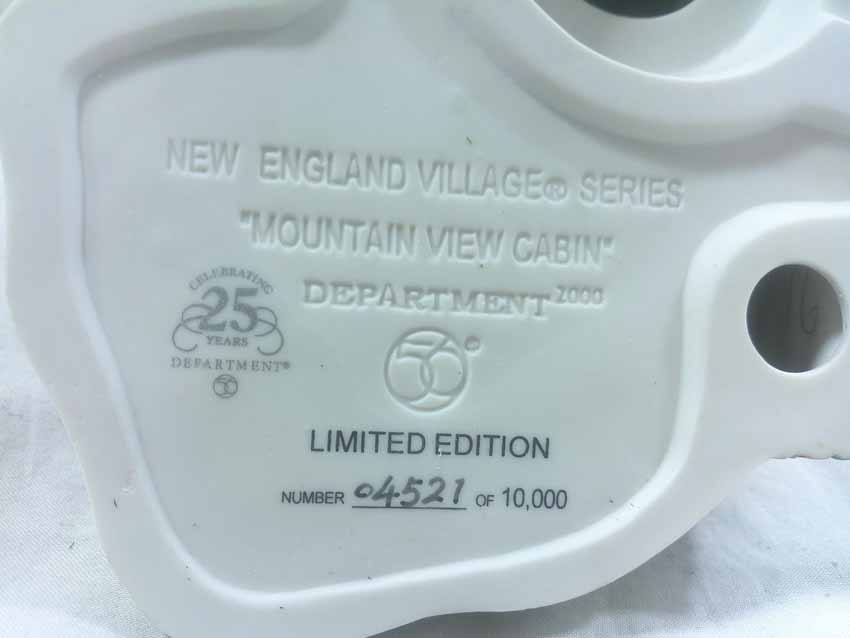 NEW ENGLAND VILLAGE® SERIES
"MOUNTAIN VIEW CABIN"
DEPARTMENT 2000
56®
CELEBRATING
25
YEARS
DEPARTMENT®
56
LIMITED EDITION
NUMBER 04521 OF 10,000
16